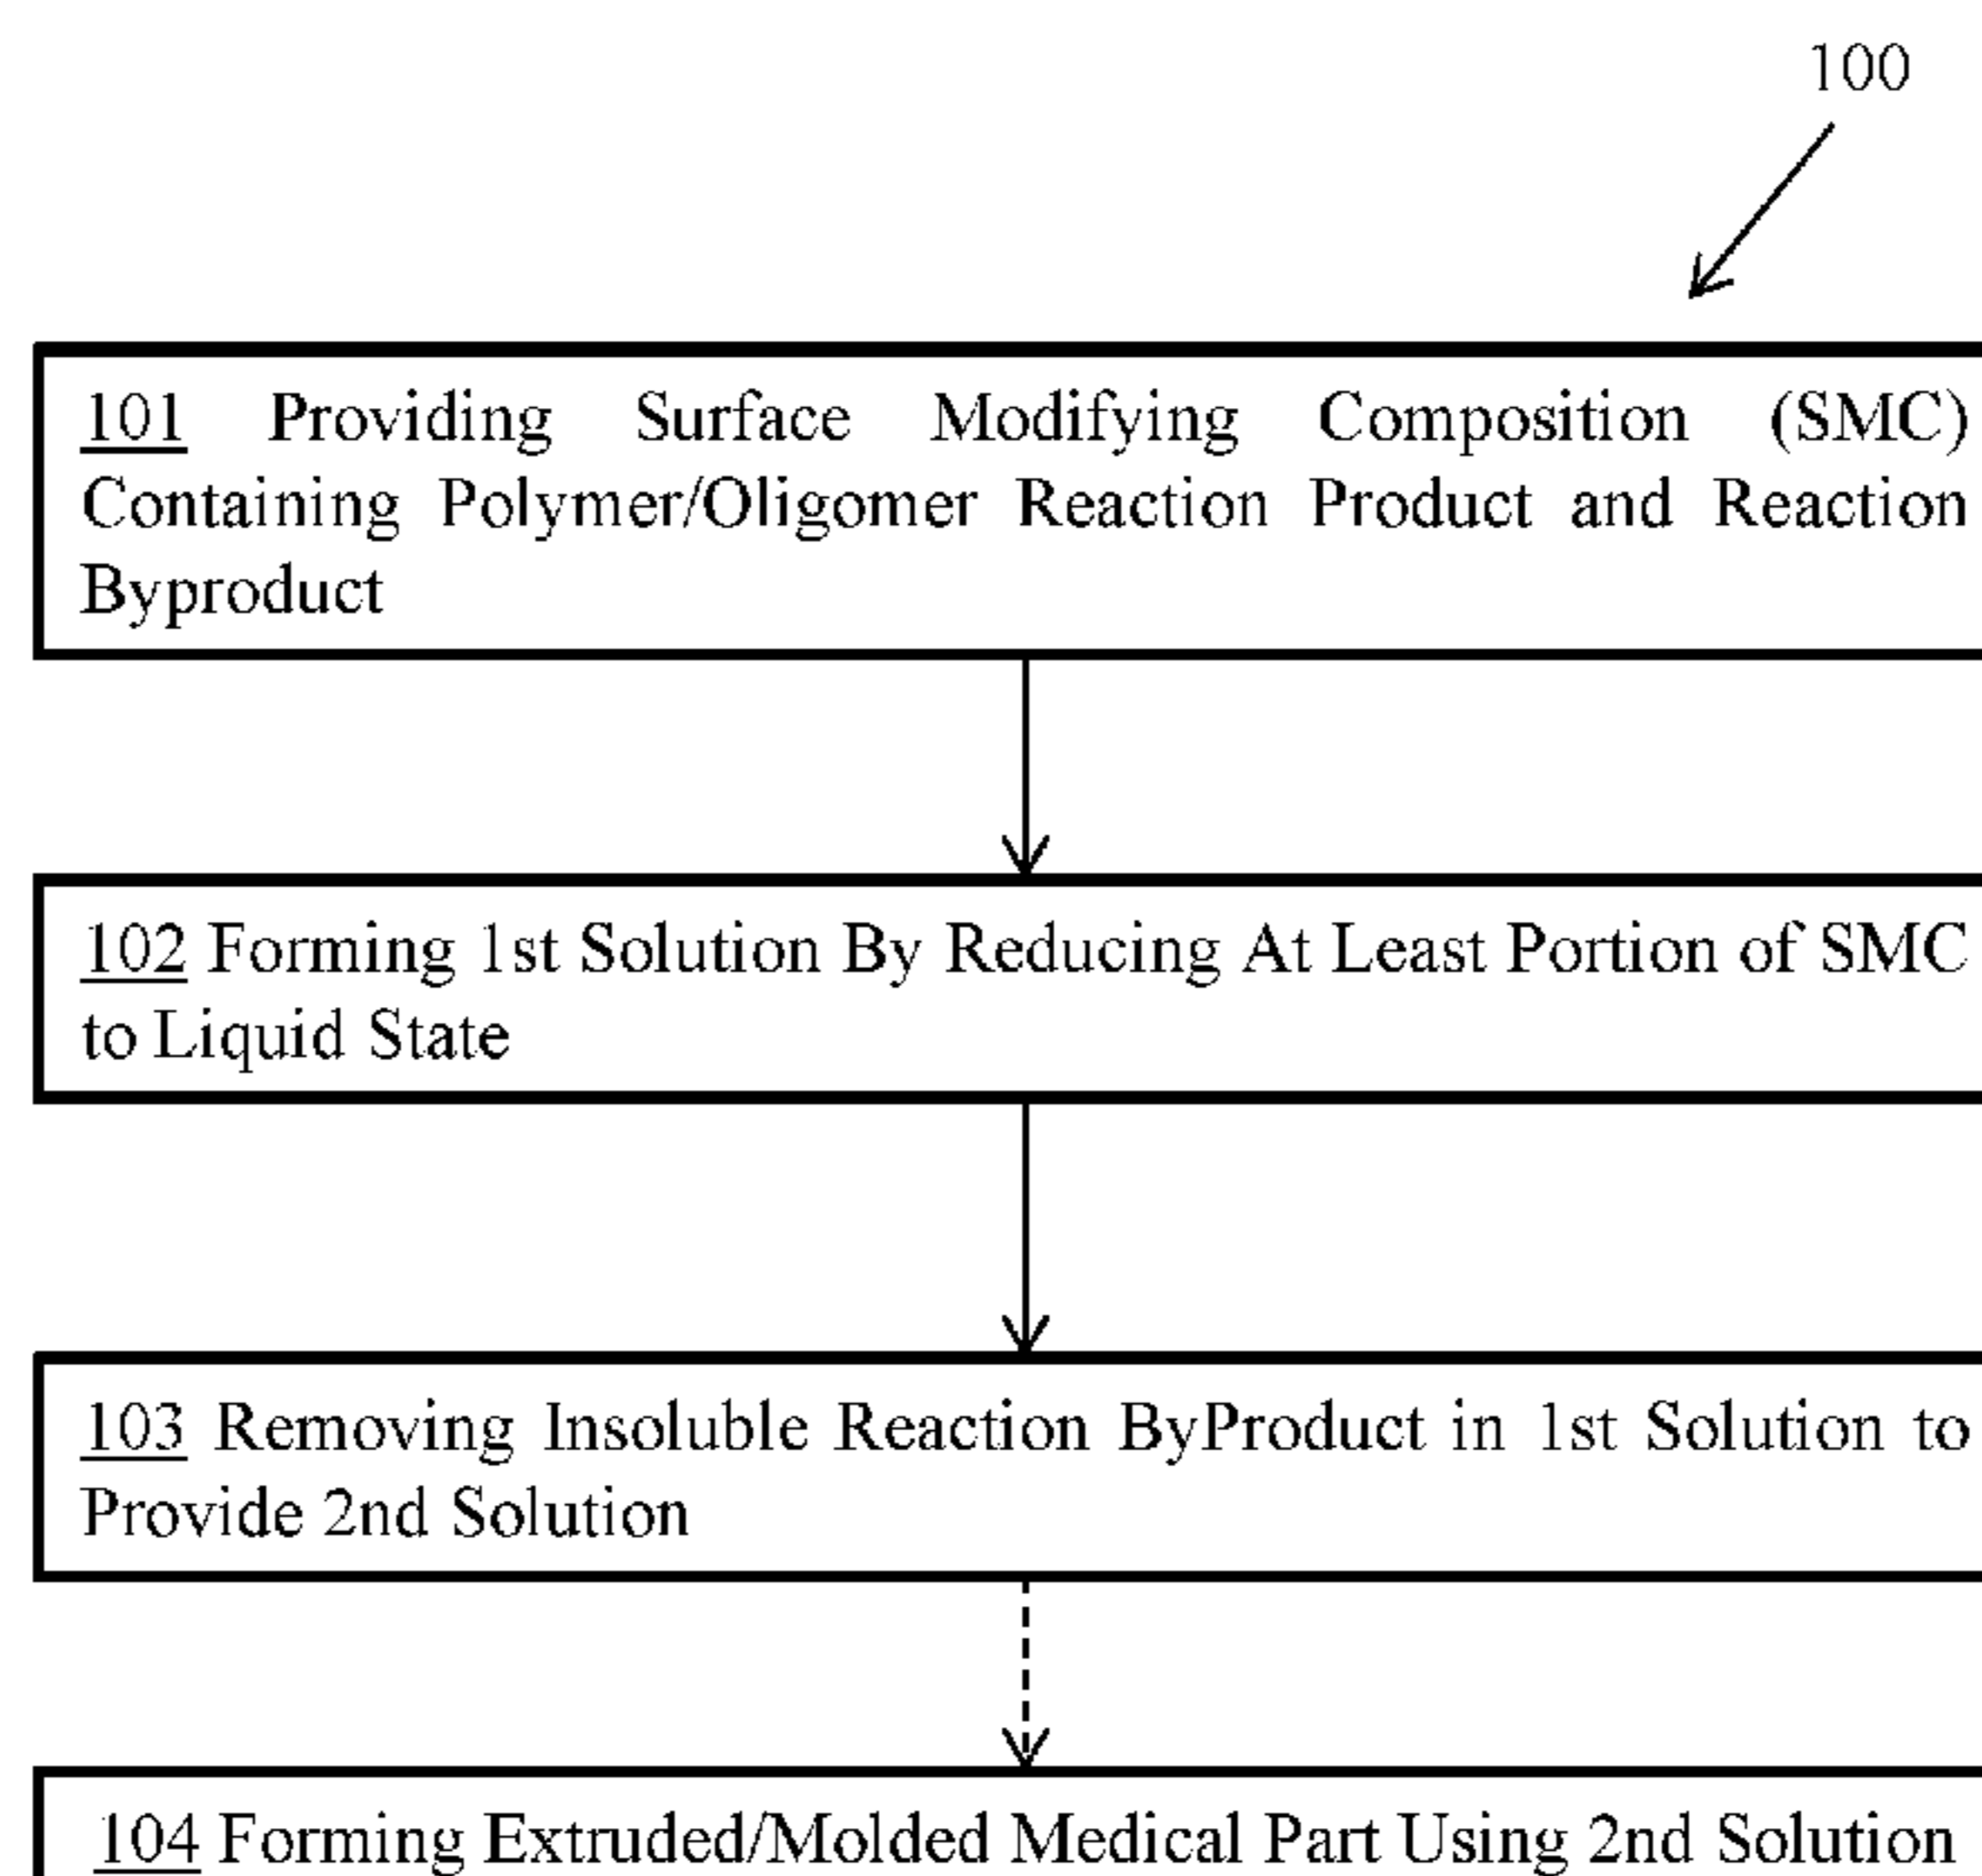 100
101 Providing Surface Modifying Composition (SMC)
Containing Polymer/Oligomer Reaction Product and Reaction
Byproduct
102 Forming 1st Solution By Reducing At Least Portion of SMC
to Liquid State
103 Removing Insoluble Reaction ByProduct in 1st Solution to
Provide 2nd Solution
104 Forming Extruded/Molded Medical Part Using 2nd Solution